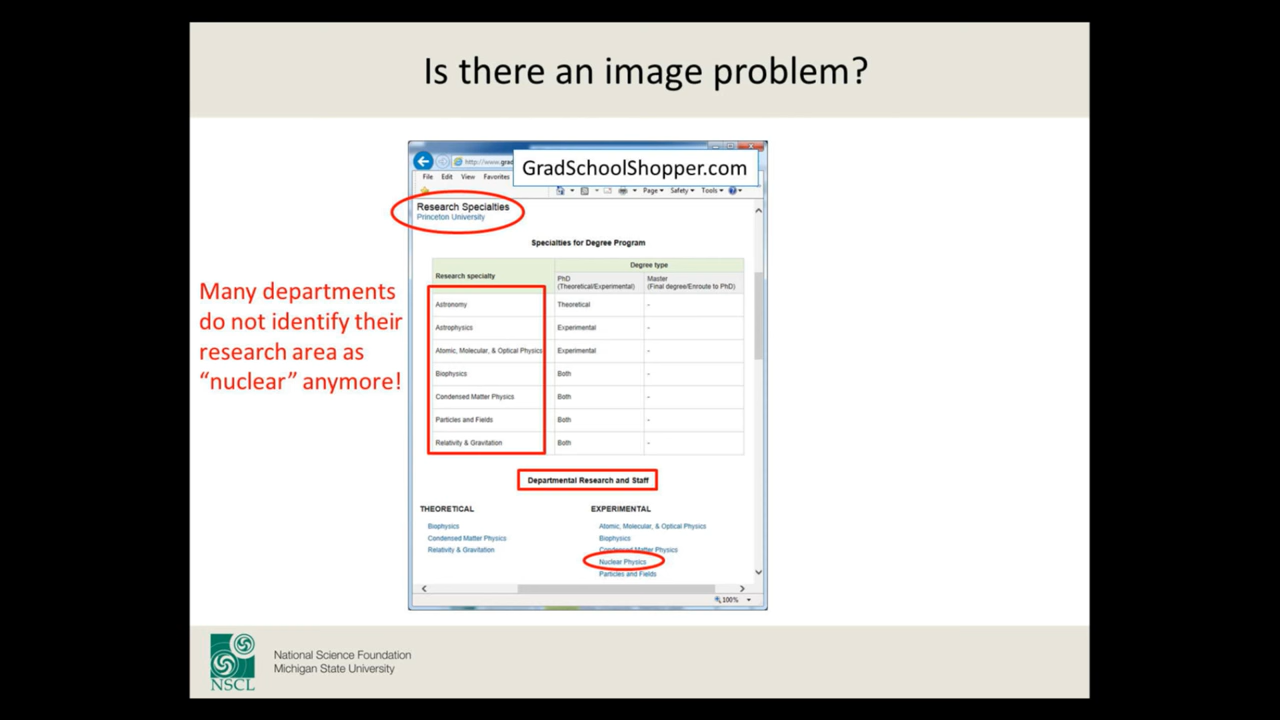 Is there an image problem?
http://www.grad
GradSchoolShopper.com
File Edit View Favorites
Page Safety Tools
Research Specialties
Princeton University
Specialties for Degree Program
Research specialty
Degree type
PhD
(Theoretical/Experimental)
Master
(Final degree/Enroute to PhD)
Astronomy Theoretical -
Astrophysics Experimental -
Atomic, Molecular, & Optical Physics Experimental -
Biophysics Both -
Condensed Matter Physics Both -
Particles and Fields Both -
Relativity & Gravitation Both -
Many departments
do not identify their
research area as
“nuclear” anymore!
Departmental Research and Staff
THEORETICAL
Biophysics
Condensed Matter Physics
Relativity & Gravitation
EXPERIMENTAL
Atomic, Molecular, & Optical Physics
Biophysics
Condensed Matter Physics
Nuclear Physics
Particles and Fields
100%
NSCL
National Science Foundation
Michigan State University